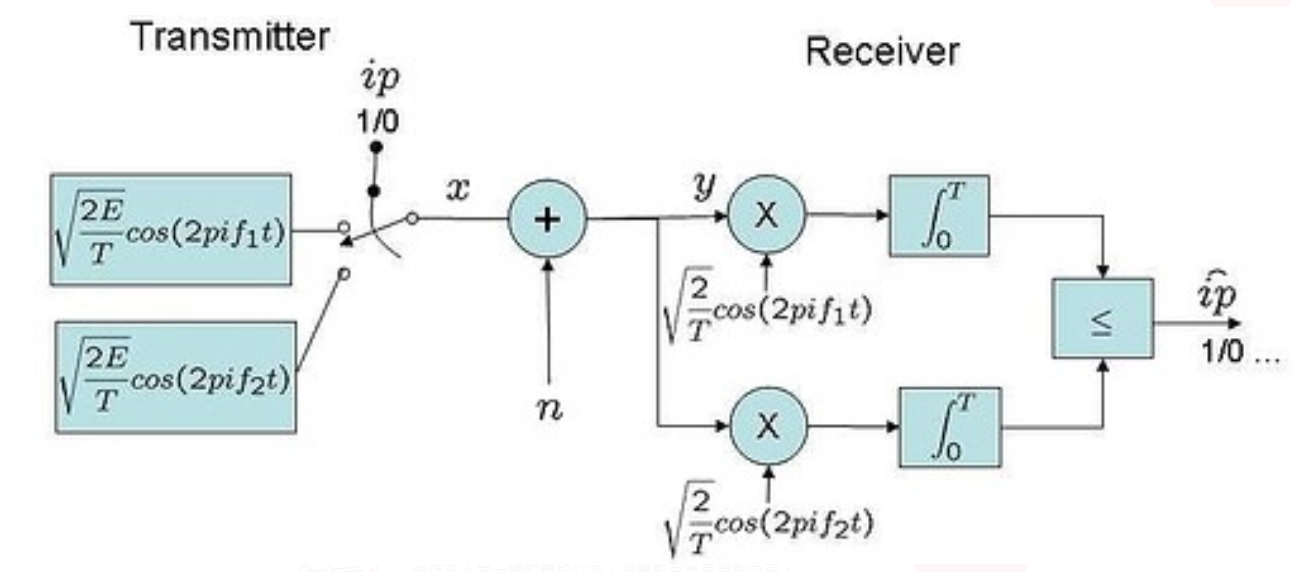 Transmitter
Receiver
ip
1/0
√(2E/T) cos(2pif₁t)
x
+
y
X
∫₀ᵀ
√(2/T) cos(2pif₁t)
≤
îp
1/0 ...
√(2E/T) cos(2pif₂t)
n
X
∫₀ᵀ
√(2/T) cos(2pif₂t)